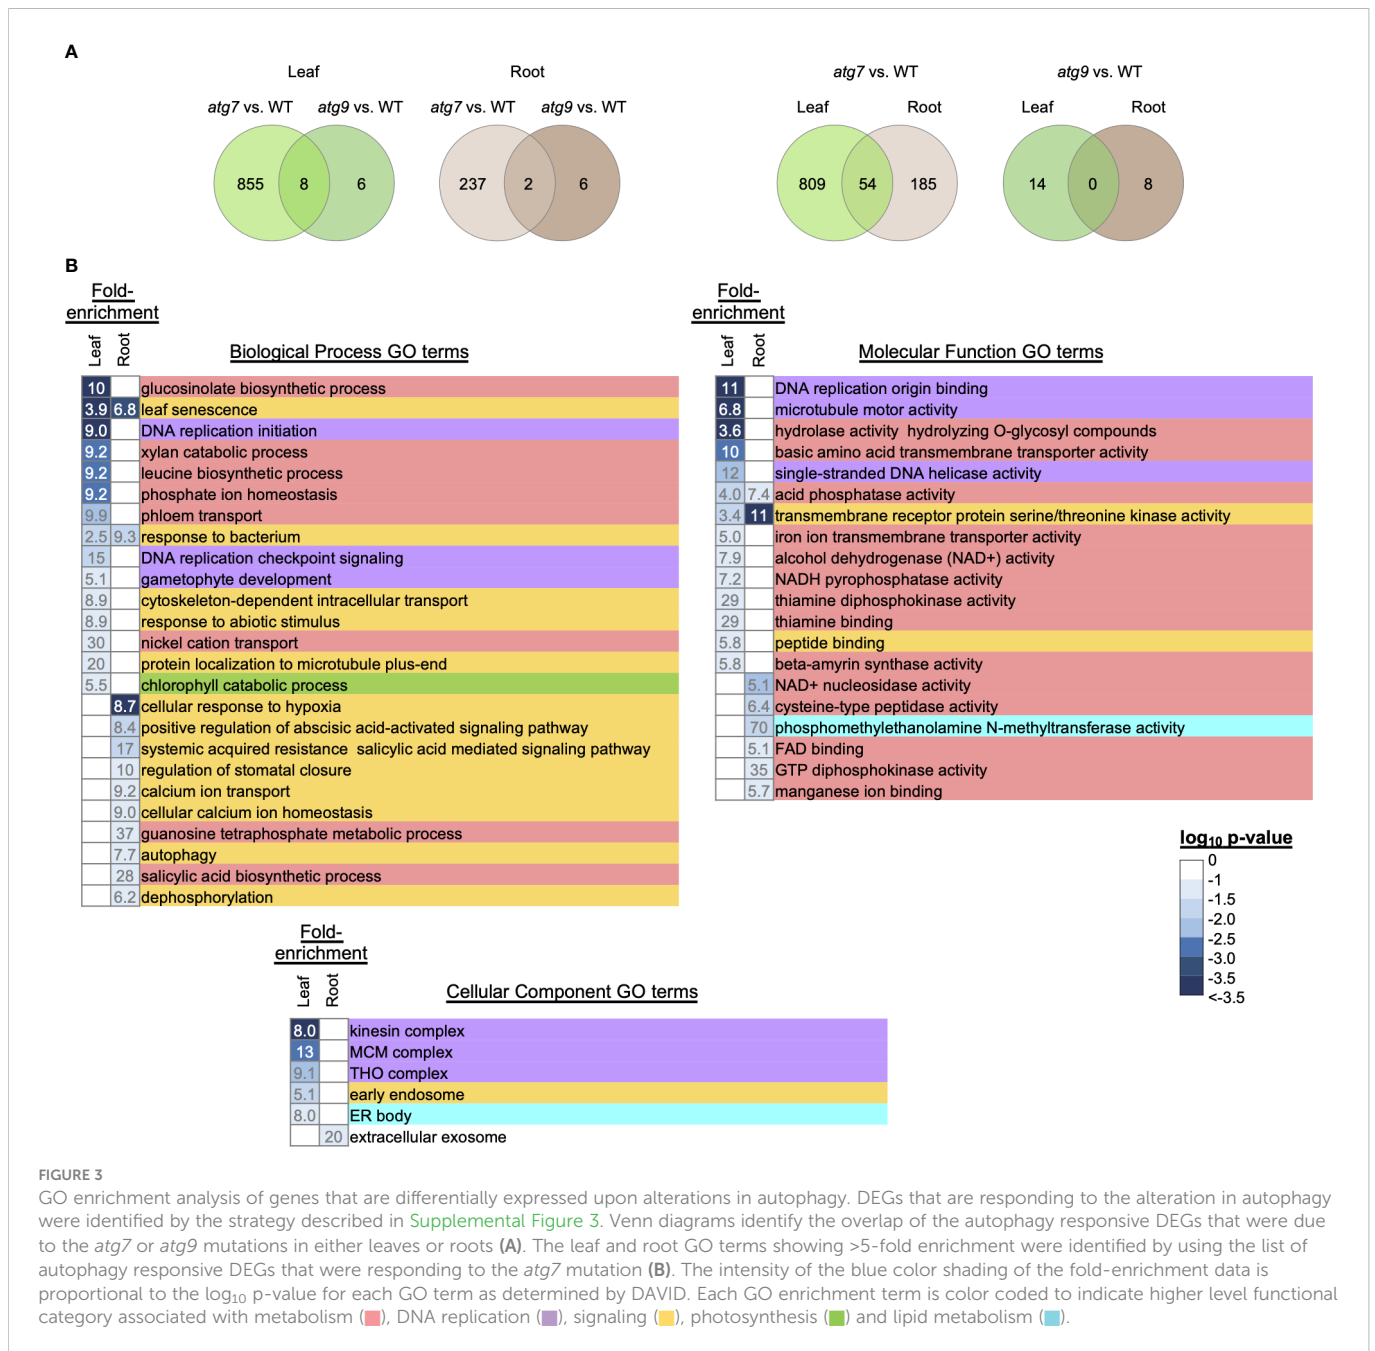 A
Leaf
Root
atg7 vs. WT
atg9 vs. WT
atg7 vs. WT atg9 vs. WT
atg7 vs. WT atg9 vs. WT
Leaf Root
Leaf Root
855 8 6
237 2 6
809 54 185
14 0 8
B
Fold-
enrichment
Leaf
Root
Biological Process GO terms
10 glucosinolate biosynthetic process
3.9 6.8 leaf senescence
9.0 DNA replication initiation
9.2 xylan catabolic process
9.2 leucine biosynthetic process
9.2 phosphate ion homeostasis
9.9 phloem transport
2.5 9.3 response to bacterium
15 DNA replication checkpoint signaling
5.1 gametophyte development
8.9 cytoskeleton-dependent intracellular transport
8.9 response to abiotic stimulus
30 nickel cation transport
20 protein localization to microtubule plus-end
5.5 chlorophyll catabolic process
8.7 cellular response to hypoxia
8.4 positive regulation of abscisic acid-activated signaling pathway
17 systemic acquired resistance salicylic acid mediated signaling pathway
10 regulation of stomatal closure
9.2 calcium ion transport
9.0 cellular calcium ion homeostasis
37 guanosine tetraphosphate metabolic process
7.7 autophagy
28 salicylic acid biosynthetic process
6.2 dephosphorylation
Fold-
enrichment
Leaf
Root
Molecular Function GO terms
11 DNA replication origin binding
6.8 microtubule motor activity
3.6 hydrolase activity hydrolyzing O-glycosyl compounds
10 basic amino acid transmembrane transporter activity
12 single-stranded DNA helicase activity
4.0 7.4 acid phosphatase activity
3.4 11 transmembrane receptor protein serine/threonine kinase activity
5.0 iron ion transmembrane transporter activity
7.9 alcohol dehydrogenase (NAD+) activity
7.2 NADH pyrophosphatase activity
29 thiamine diphosphokinase activity
29 thiamine binding
5.8 peptide binding
5.8 beta-amyrin synthase activity
5.1 NAD+ nucleosidase activity
6.4 cysteine-type peptidase activity
70 phosphomethylethanolamine N-methyltransferase activity
5.1 FAD binding
35 GTP diphosphokinase activity
5.7 manganese ion binding
log10 p-value
0
-1
-1.5
-2.0
-2.5
-3.0
-3.5
<-3.5
Fold-
enrichment
Leaf
Root
Cellular Component GO terms
8.0 kinesin complex
13 MCM complex
9.1 THO complex
5.1 early endosome
8.0 ER body
20 extracellular exosome
FIGURE 3
GO enrichment analysis of genes that are differentially expressed upon alterations in autophagy. DEGs that are responding to the alteration in autophagy
were identified by the strategy described in Supplemental Figure 3. Venn diagrams identify the overlap of the autophagy responsive DEGs that were due
to the atg7 or atg9 mutations in either leaves or roots (A). The leaf and root GO terms showing >5-fold enrichment were identified by using the list of
autophagy responsive DEGs that were responding to the atg7 mutation (B). The intensity of the blue color shading of the fold-enrichment data is
proportional to the log10 p-value for each GO term as determined by DAVID. Each GO enrichment term is color coded to indicate higher level functional
category associated with metabolism ( ), DNA replication ( ), signaling ( ), photosynthesis ( ) and lipid metabolism ( ).